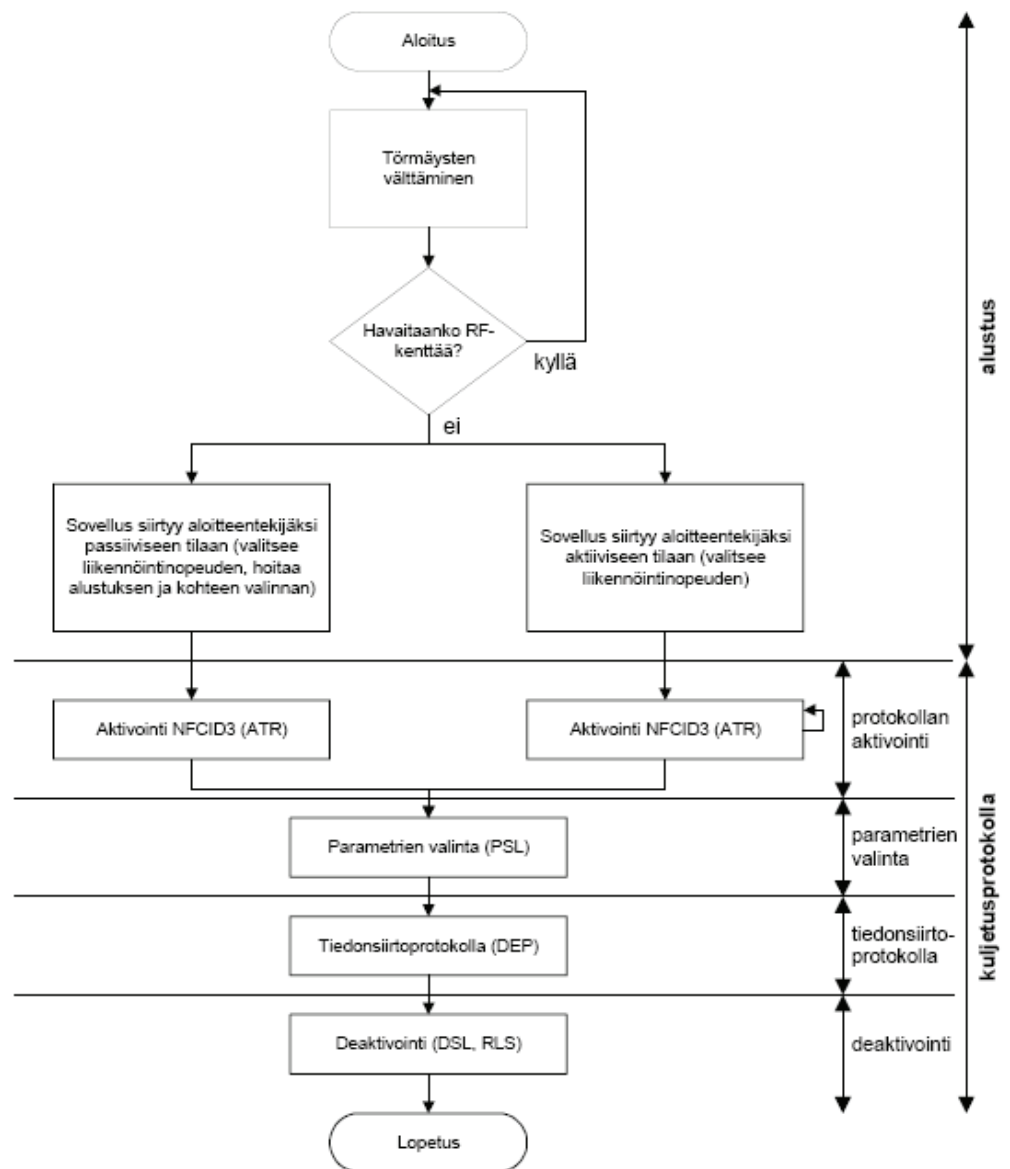 Aloitus
Törmäysten
välttäminen
Havaitaanko RF-
kenttää?
kyllä
ei
Sovellus siirtyy aloitteentekijäksi
passiiviseen tilaan (valitsee
liikennöintinopeuden, hoitaa
alustuksen ja kohteen valinnan)
Sovellus siirtyy aloitteentekijäksi
aktiiviseen tilaan (valitsee
liikennöintinopeuden)
alustus
Aktivointi NFCID3 (ATR)
Aktivointi NFCID3 (ATR)
protokollan
aktivointi
Parametrien valinta (PSL)
parametrien
valinta
Tiedonsiirtoprotokolla (DEP)
tiedonsiirto-
protokolla
Deaktivointi (DSL, RLS)
deaktivointi
kuljetusprotokolla
Lopetus